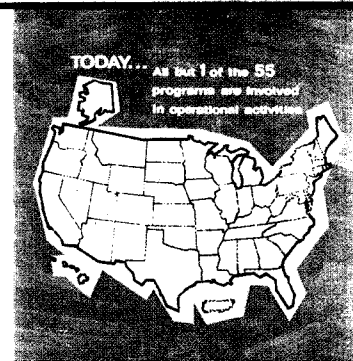 TODAY... All but 1 of the 55
programs are involved
in operational activities